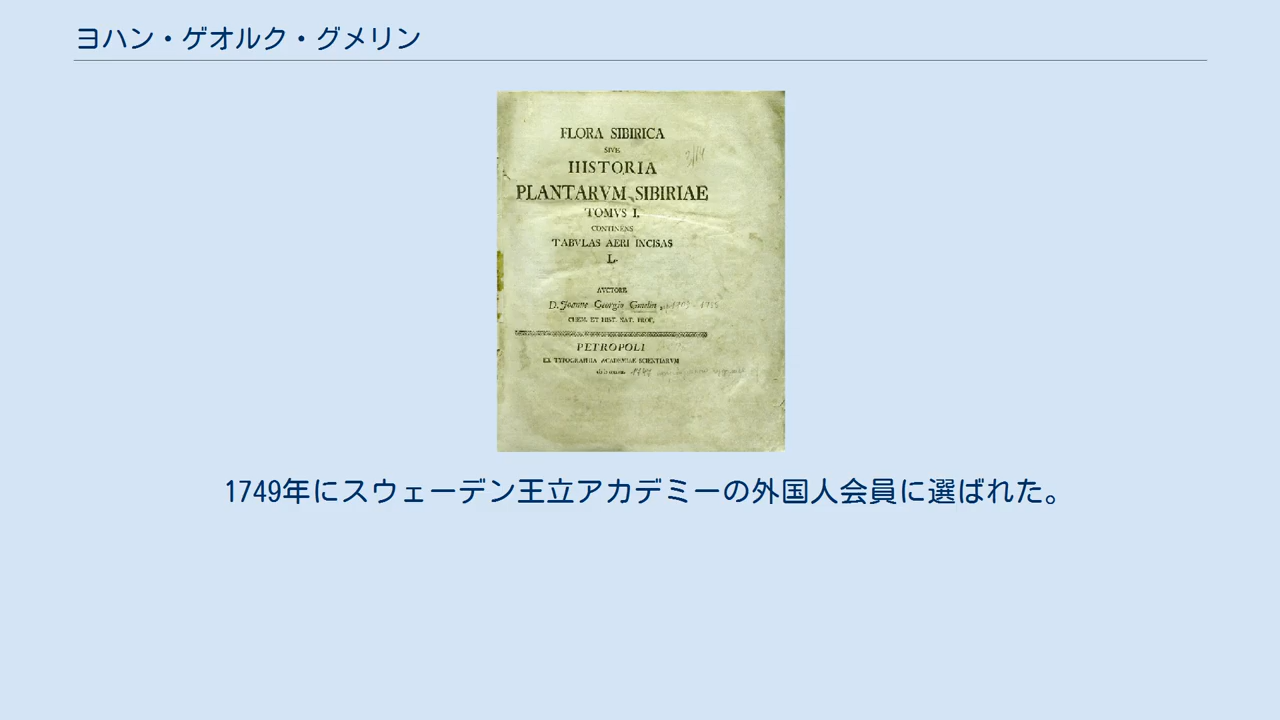 ヨハン・ゲオルク・グメリン
FLORA SIBIRICA
SIVE
HISTORIA
PLANTARVM SIBIRIAE
TOMVS I.
CONTINENS
TABVLAS AERI INCISAS
L.
AVCTORE
D. Joanne Georgio Gmelin,
CHEM. ET HIST. NAT. PROF.
PETROPOLI
EX TYPOGRAPHIA ACADEMIAE SCIENTIARVM
1749年にスウェーデン王立アカデミーの外国人会員に選ばれた。